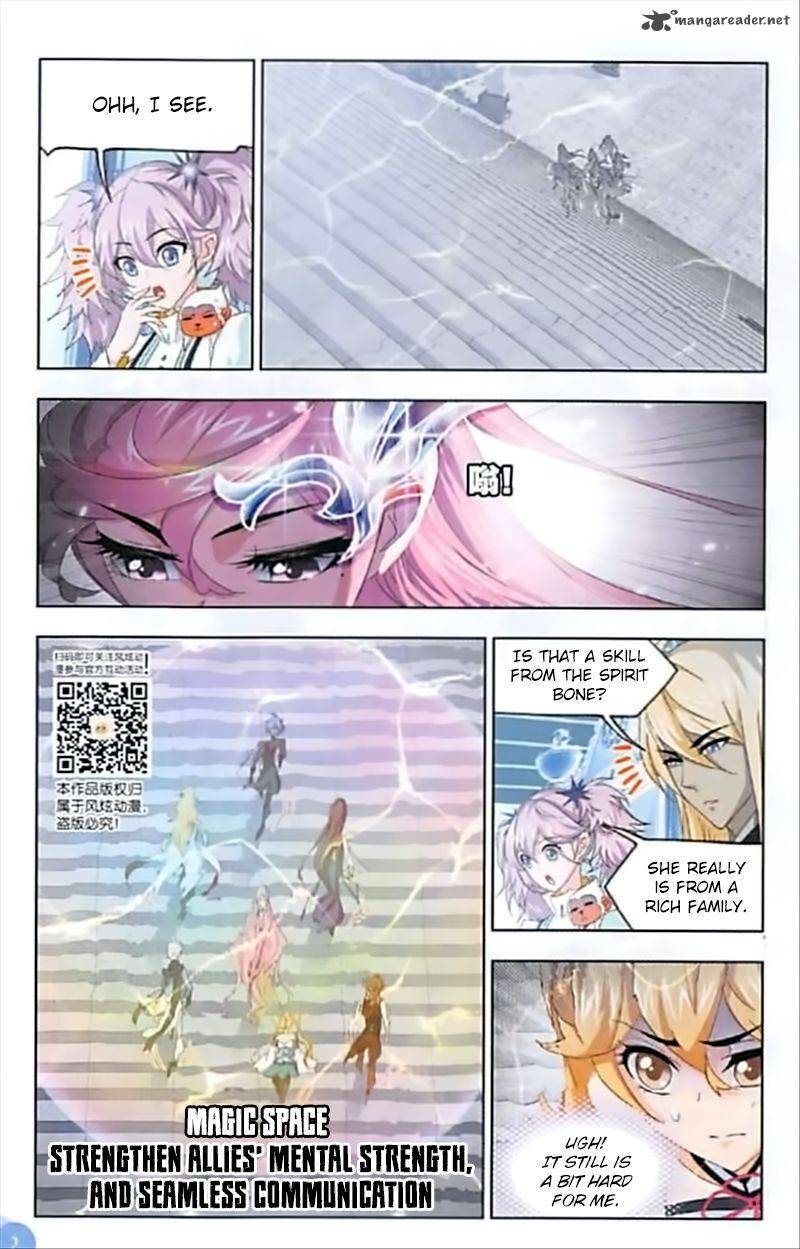 mangareader.net
OHH, I SEE.
嗡!
扫码即可关注风炫动
漫参与官方互动活动!
本作品版权归
属于风炫动漫,
盗版必究!
IS THAT A SKILL
FROM THE SPIRIT
BONE?
SHE REALLY
IS FROM A
RICH FAMILY.
MAGIC SPACE
STRENGTHEN ALLIES' MENTAL STRENGTH,
AND SEAMLESS COMMUNICATION
UGH!
IT STILL IS
A BIT HARD
FOR ME.
2